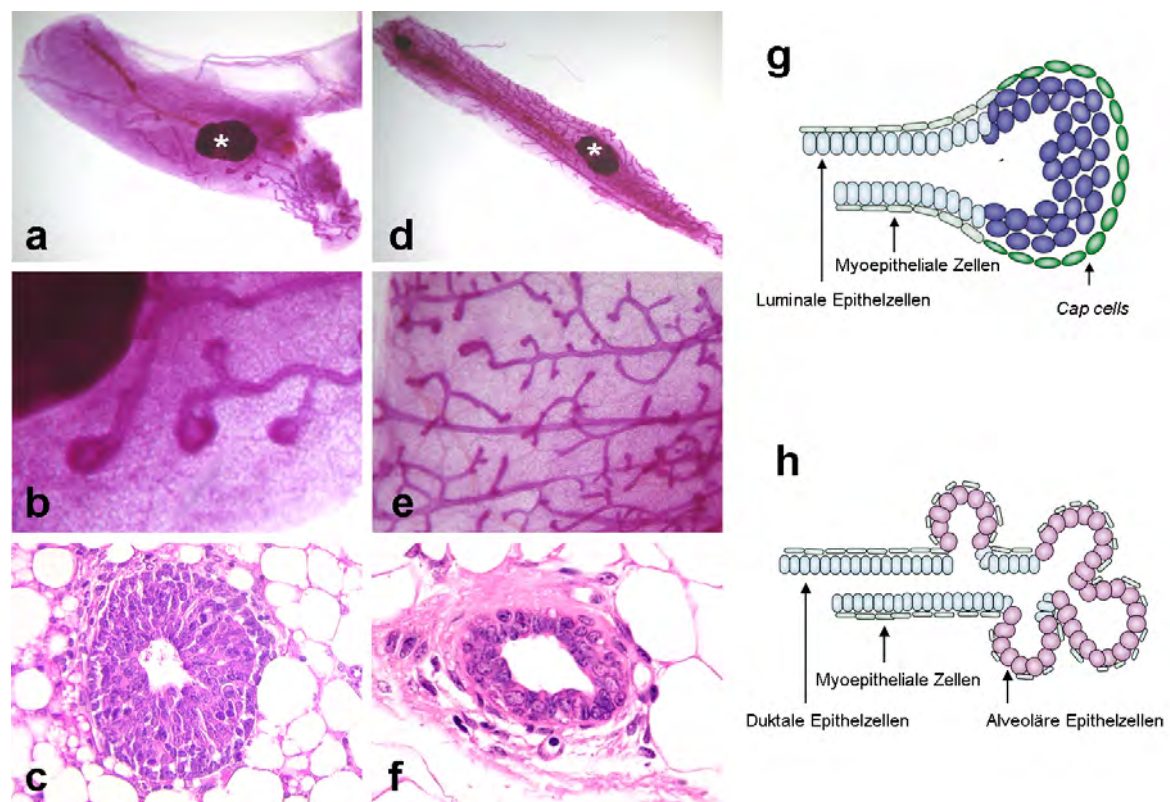 a
*
d
*
g
Myoepitheliale Zellen
Luminale Epithelzellen
Cap cells
b
e
h
Myoepitheliale Zellen
Duktale Epithelzellen
Alveoläre Epithelzellen
c
f